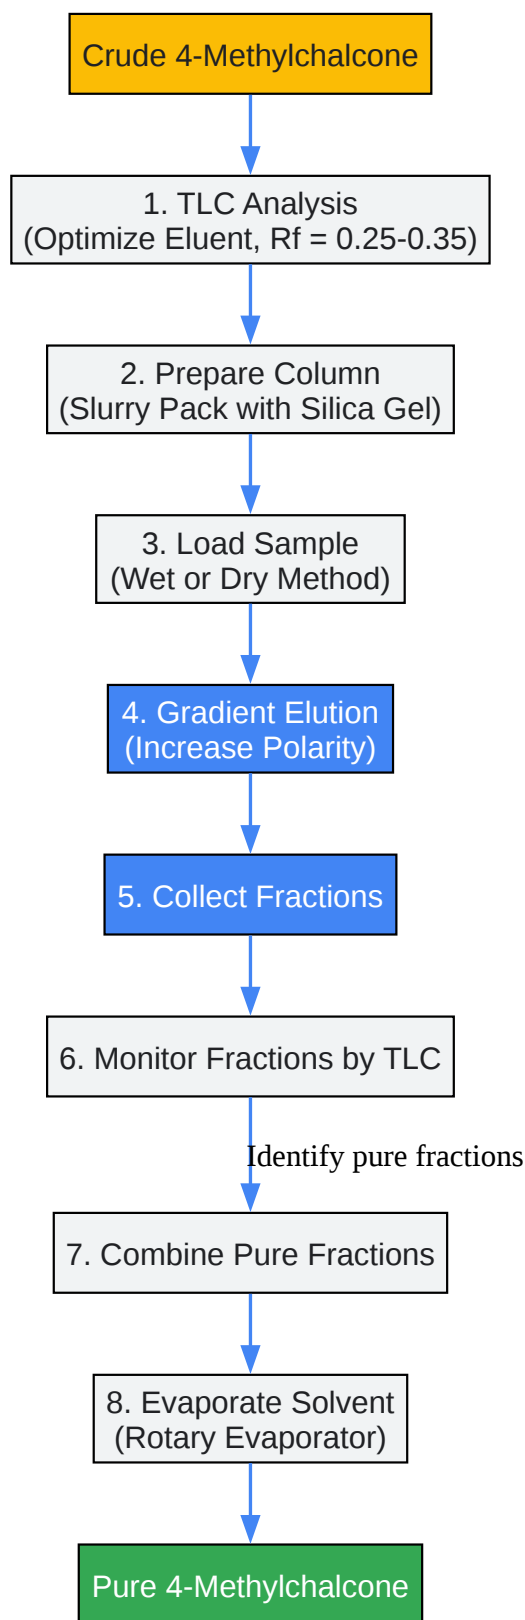 Crude 4-Methylchalcone
1. TLC Analysis
(Optimize Eluent, Rf = 0.25-0.35)
2. Prepare Column
(Slurry Pack with Silica Gel)
3. Load Sample
(Wet or Dry Method)
4. Gradient Elution
(Increase Polarity)
5. Collect Fractions
6. Monitor Fractions by TLC
Identify pure fractions
7. Combine Pure Fractions
8. Evaporate Solvent
(Rotary Evaporator)
Pure 4-Methylchalcone